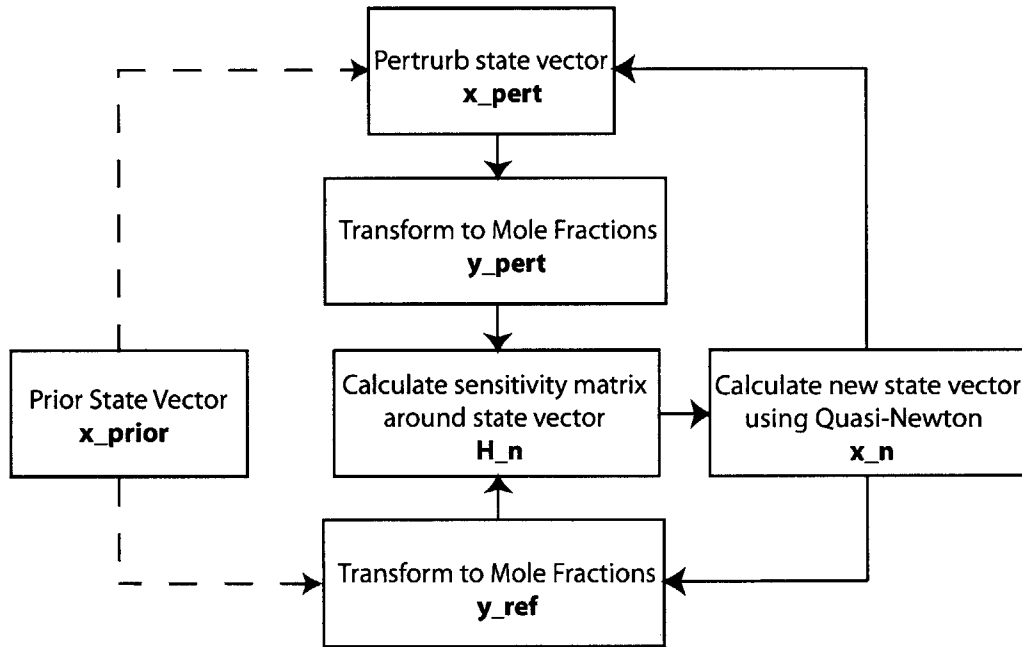 Pertrurb state vector
x_pert
Transform to Mole Fractions
y_pert
Prior State Vector
x_prior
Calculate sensitivity matrix
around state vector
H_n
Calculate new state vector
using Quasi-Newton
x_n
Transform to Mole Fractions
y_ref